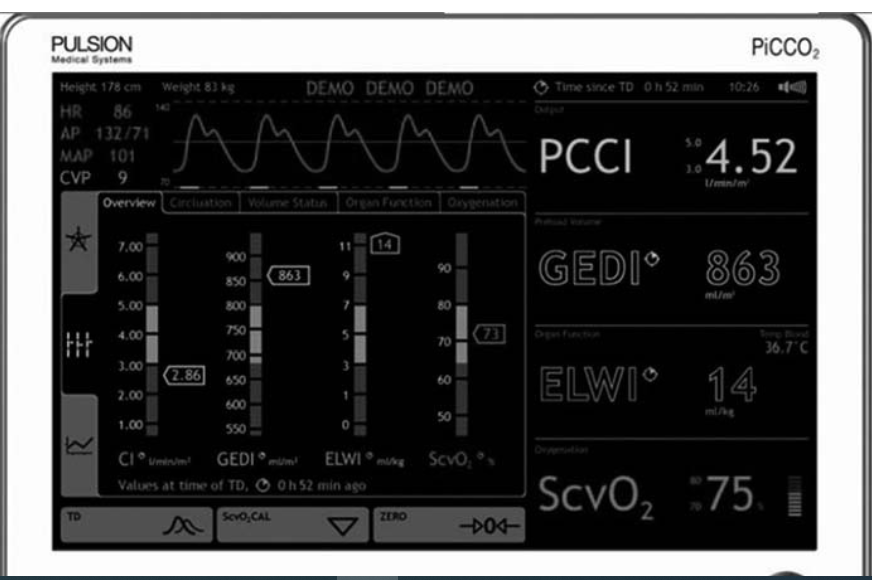 PULSION
Medical Systems
PiCCO2
Height 178 cm Weight 83 kg DEMO DEMO DEMO Time since TD 0 h 52 min 10:26
HR 86
AP 132/71
MAP 101
CVP 9
140
70
Output
PCCI 5.0 3.0 4.52
l/min/m²
Overview Circluation Volume Status Organ Function Oxygenation
7.00 6.00 5.00 4.00 3.00 2.00 1.00
2.86
900 850 800 750 700 650 600 550
863
11 9 7 5 3 1 0
14
90 80 70 60 50
73
CI l/min/m² GEDI ml/m² ELWI ml/kg ScvO2 %
Values at time of TD, 0 h 52 min ago
Preload Volume
GEDI 863
ml/m²
Organ Function Temp Blood
36.7°C
ELWI 14
ml/kg
Oxygenation
ScvO2 80 70 75 %
TD ScvO2CAL ZERO
0